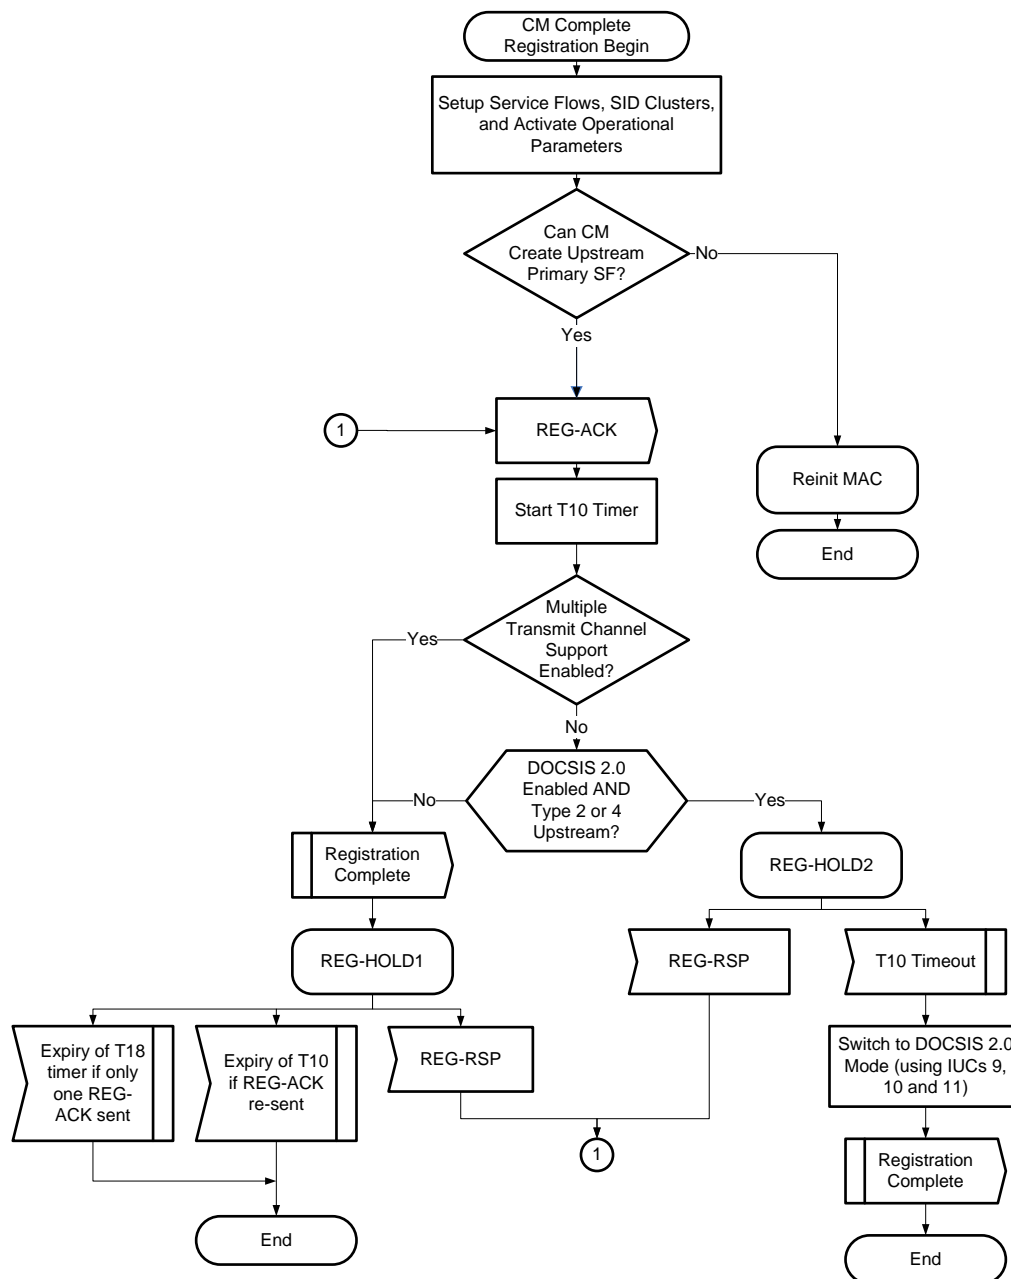 CM Complete
Registration Begin
Setup Service Flows, SID Clusters,
and Activate Operational
Parameters
Can CM
Create Upstream
Primary SF?
No
Yes
1
REG-ACK
Reinit MAC
Start T10 Timer
End
Multiple
Transmit Channel
Support
Enabled?
Yes
No
DOCSIS 2.0
Enabled AND
Type 2 or 4
Upstream?
No
Yes
Registration
Complete
REG-HOLD2
REG-HOLD1
REG-RSP
T10 Timeout
Expiry of T18
timer if only
one REG-
ACK sent
Expiry of T10
if REG-ACK
re-sent
REG-RSP
Switch to DOCSIS 2.0
Mode (using IUCs 9,
10 and 11)
1
Registration
Complete
End
End